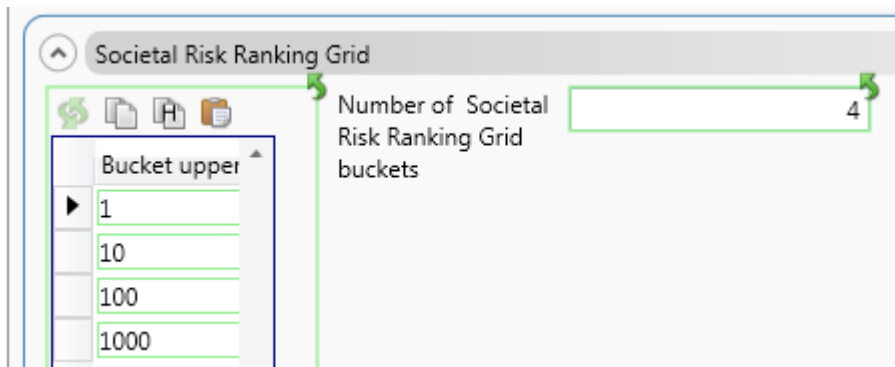 Societal Risk Ranking Grid
Number of Societal
Risk Ranking Grid
buckets
4
Bucket upper
1
10
100
1000